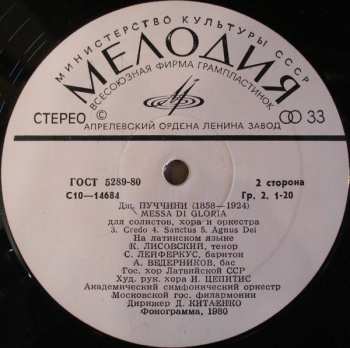 МИНИСТЕРСТВО КУЛЬТУРЫ СССР
МЕЛОДИЯ
ВСЕСОЮЗНАЯ ФИРМА ГРАМПЛАСТИНОК
СТЕРЕО © 33
АПРЕЛЕВСКИЙ ОРДЕНА ЛЕНИНА ЗАВОД
ГОСТ 5289-80 2 сторона
С10—14684 Гр. 2. 1-20
Дж. ПУЧЧИНИ (1858—1924)
MESSA DI GLORIA
для солистов, хора и оркестра
3. Credo 4. Sanctus 5. Agnus Dei
На латинском языке
К. ЛИСОВСКИЙ, тенор
С. ЛЕЙФЕРКУС, баритон
А. ВЕДЕРНИКОВ, бас
Гос. хор Латвийской ССР
Худ. рук. хора И. ЦЕПИТИС
Академический симфонический оркестр
Московской гос. филармонии
Дирижер Д. КИТАЕНКО
Фонограмма, 1980